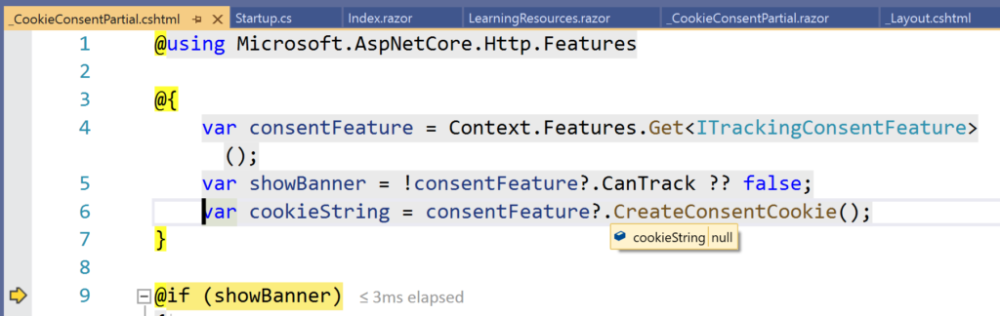 _CookieConsentPartial.cshtml Startup.cs Index.razor LearningResources.razor _CookieConsentPartial.razor _Layout.cshtml
1 @using Microsoft.AspNetCore.Http.Features
2
3 @{
4 var consentFeature = Context.Features.Get<ITrackingConsentFeature>
();
5 var showBanner = !consentFeature?.CanTrack ?? false;
6 var cookieString = consentFeature?.CreateConsentCookie();
cookieString null
7 }
8
9 @if (showBanner) ≤ 3ms elapsed